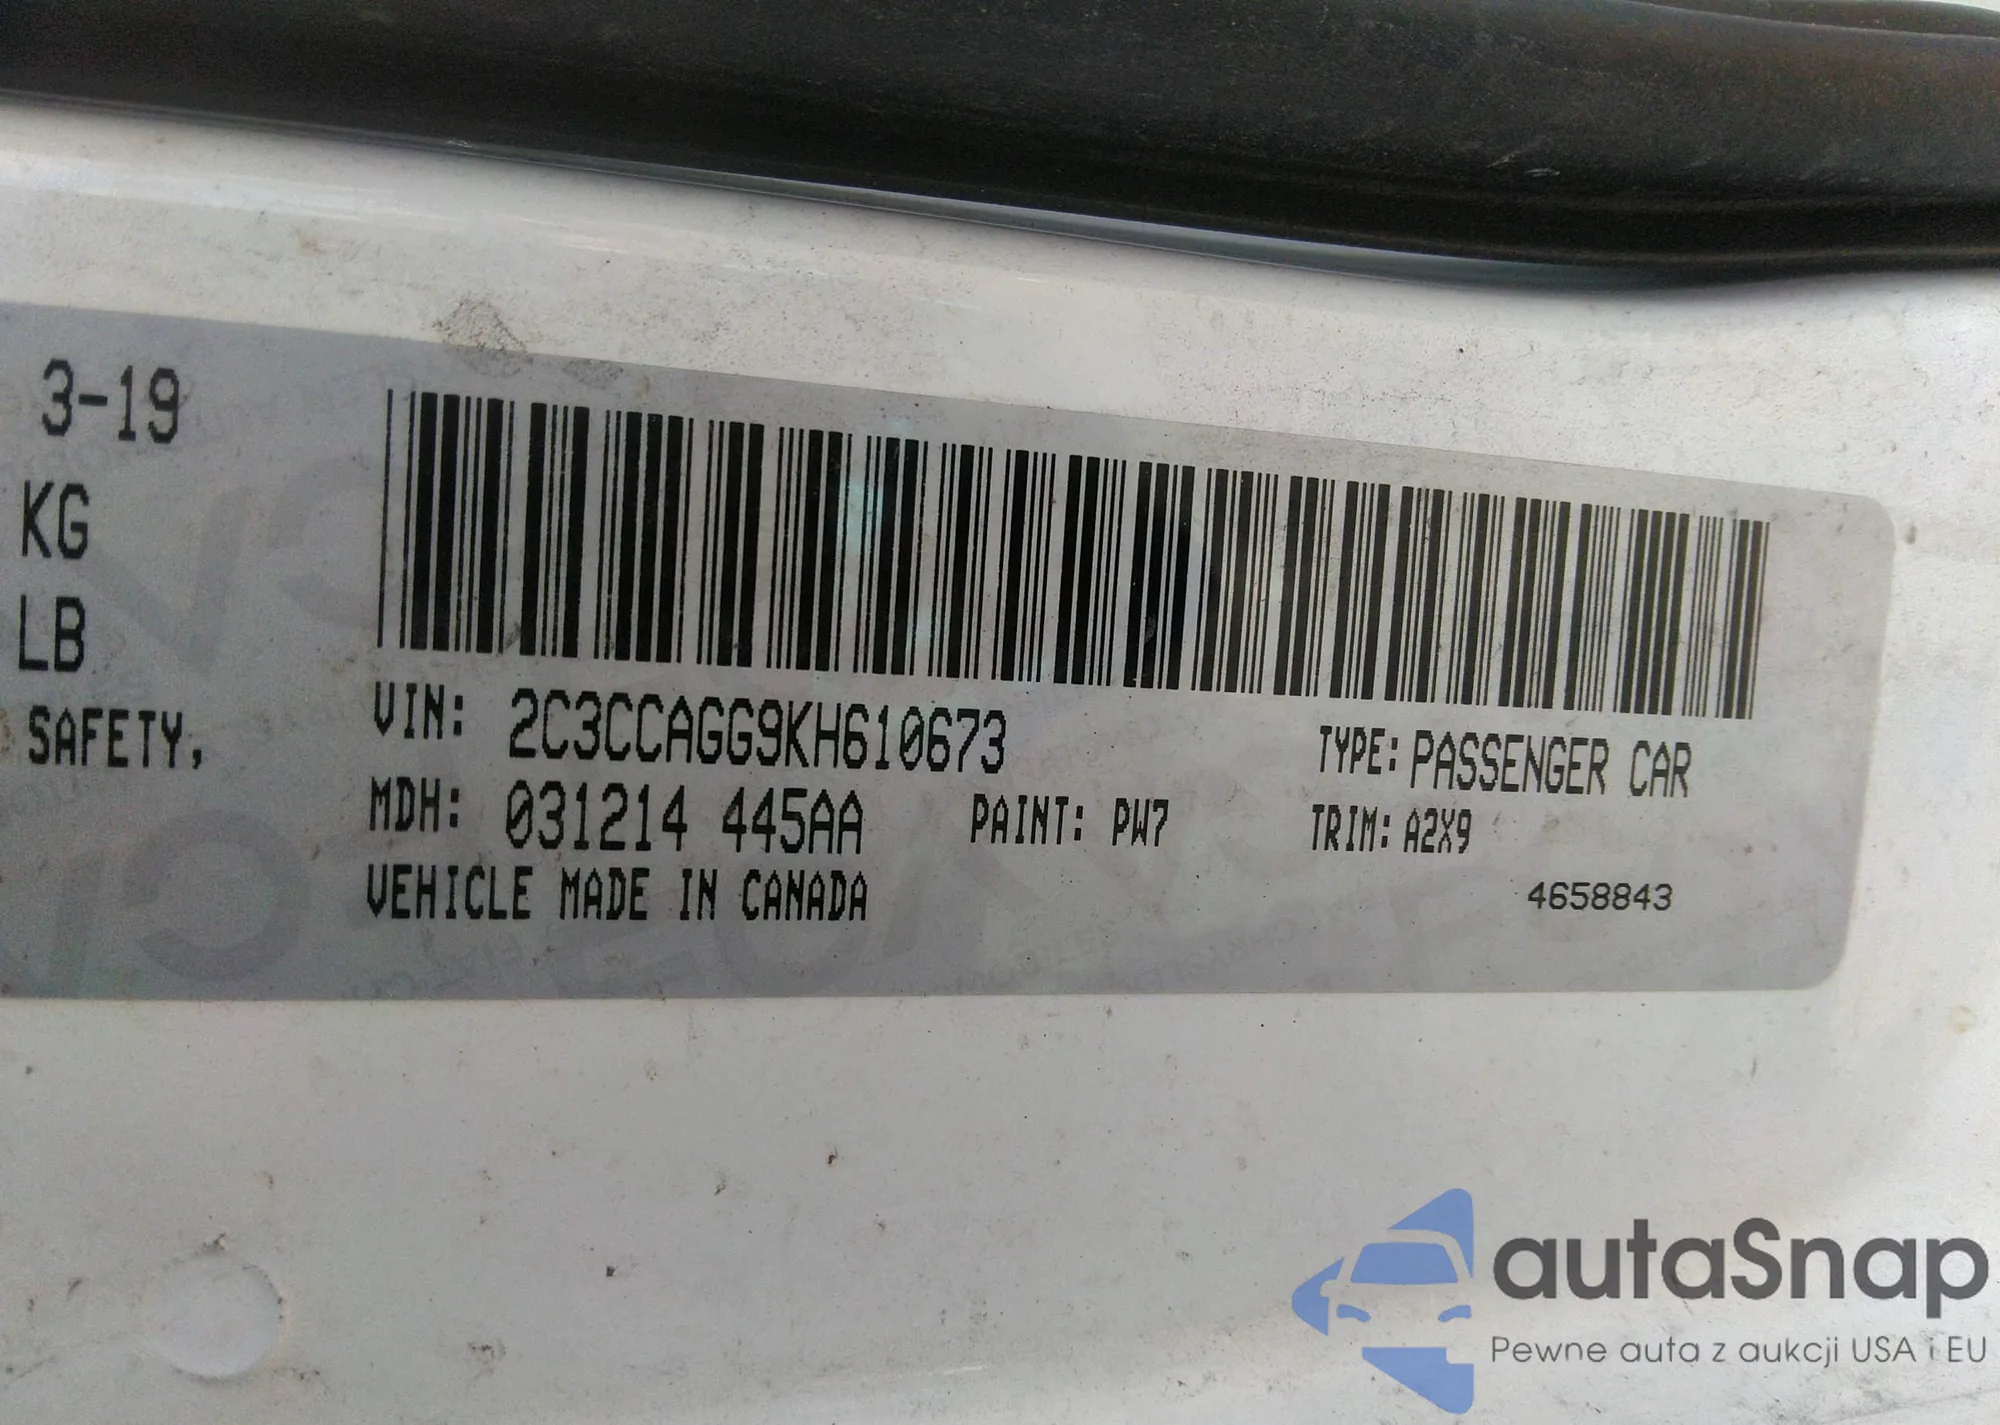 3-19
KG
LB
SAFETY,
VIN: 2C3CCAGG9KH610673
TYPE: PASSENGER CAR
MDH: 031214 445AA
PAINT: PW7
TRIM: A2X9
VEHICLE MADE IN CANADA
4658843
autaSnap
Pewne auta z aukcji USA i EU